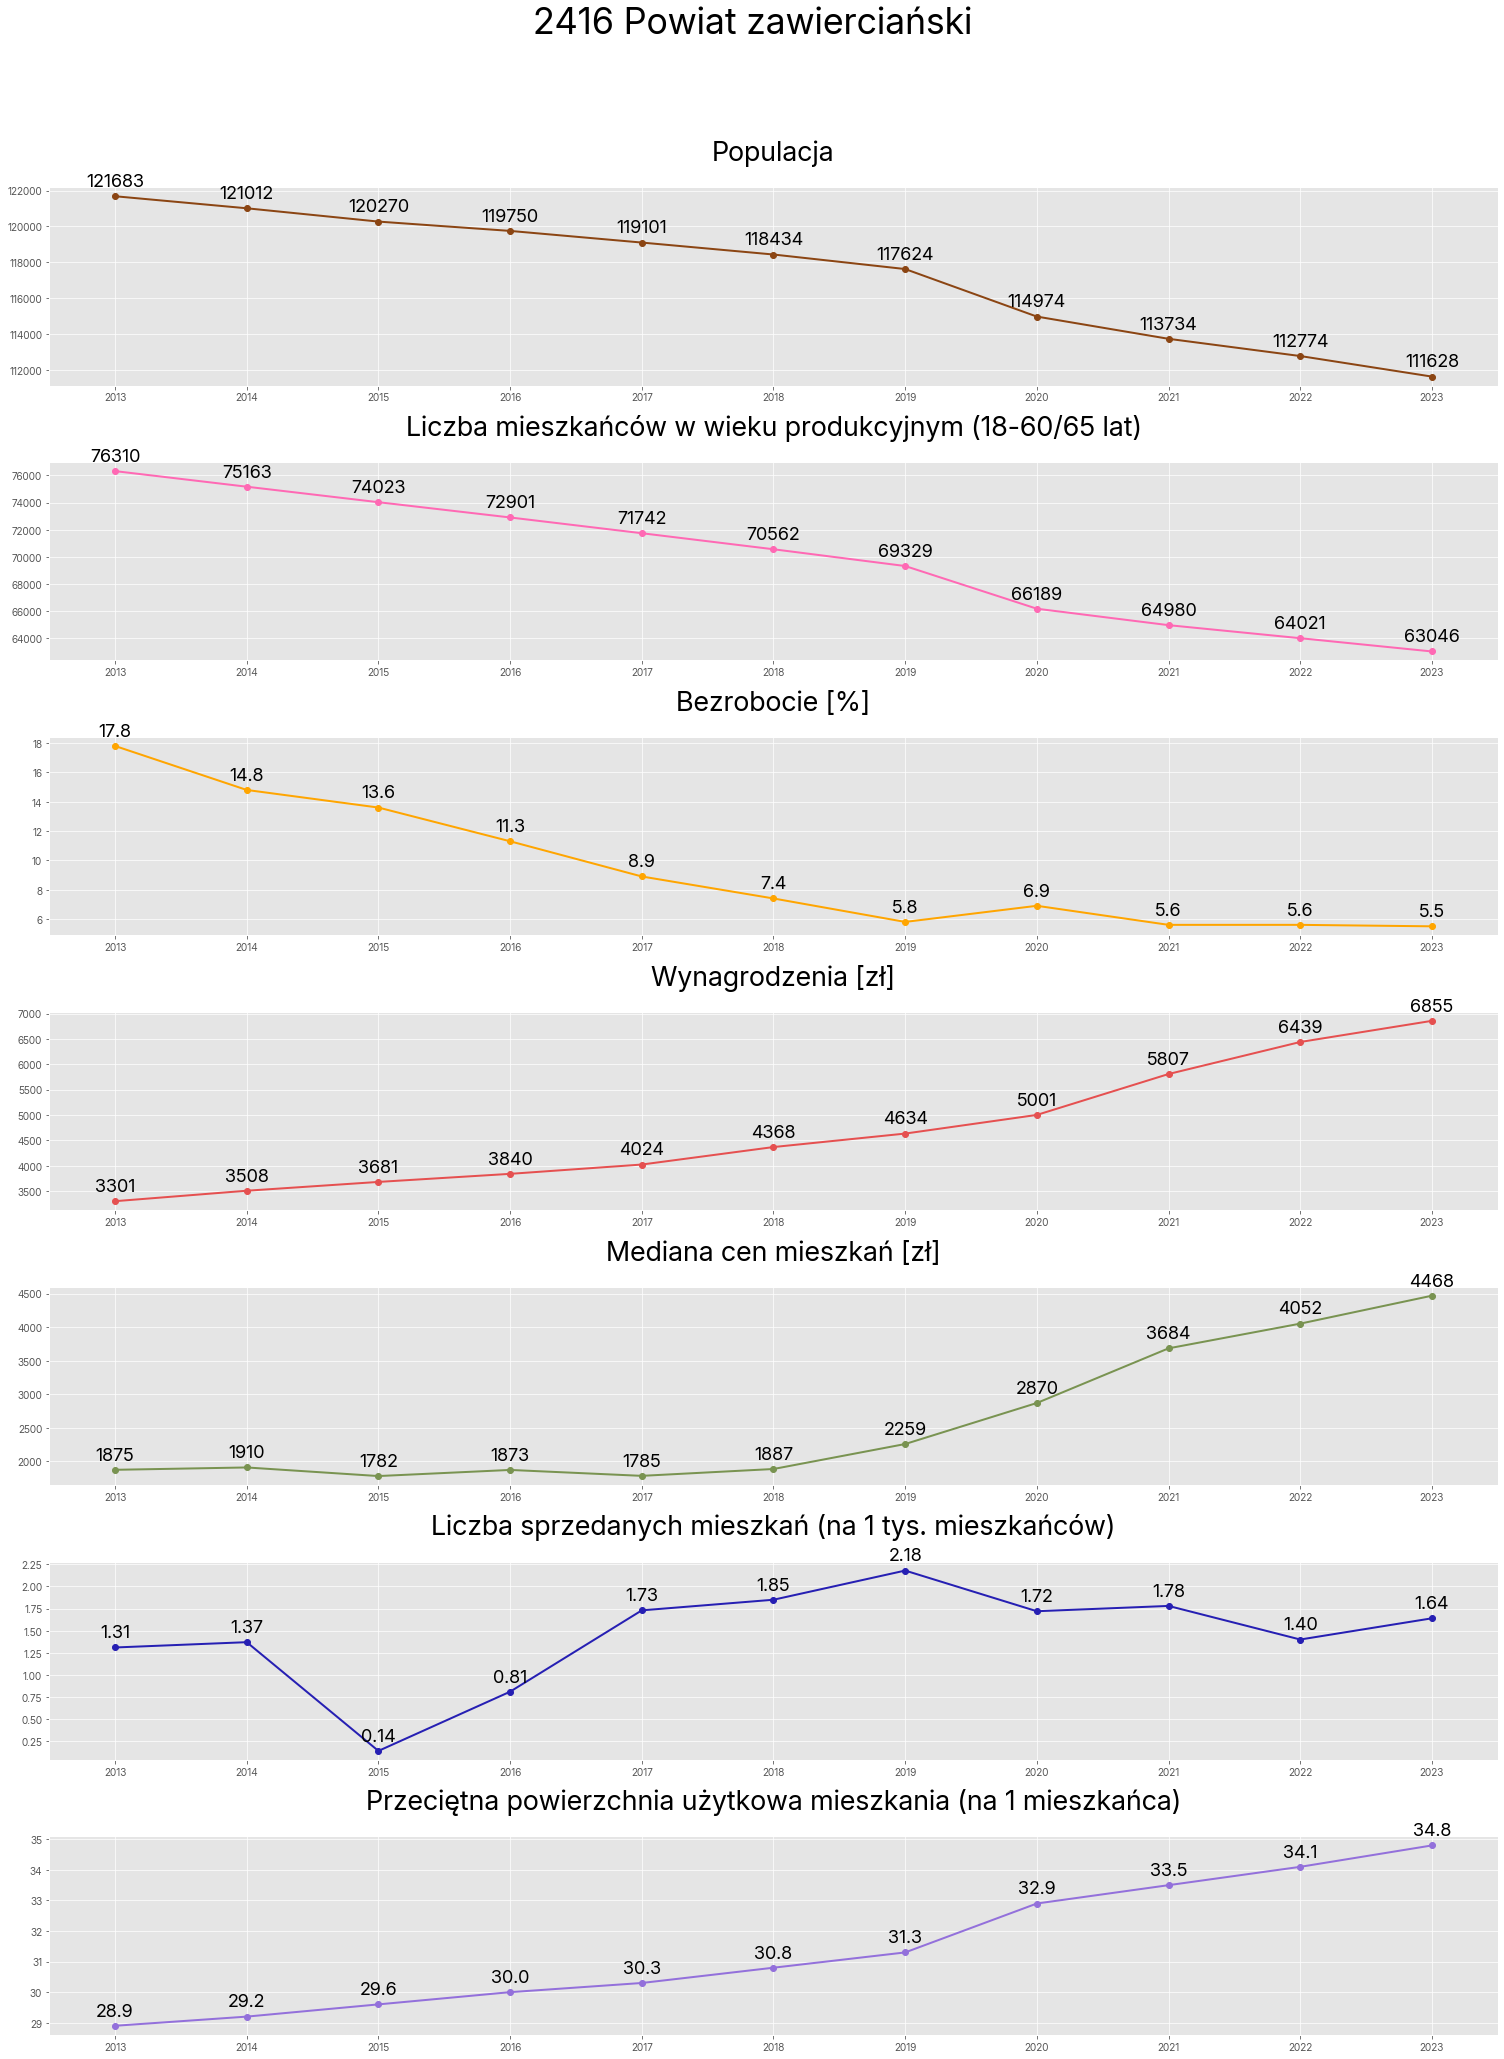 2416 Powiat zawierciański
Populacja
121683 121012 120270 119750 119101 118434 117624 114974 113734 112774 111628
122000
120000
118000
116000
114000
112000
2013 2014 2015 2016 2017 2018 2019 2020 2021 2022 2023
Liczba mieszkańców w wieku produkcyjnym (18-60/65 lat)
76310 75163 74023 72901 71742 70562 69329 66189 64980 64021 63046
76000
74000
72000
70000
68000
66000
64000
2013 2014 2015 2016 2017 2018 2019 2020 2021 2022 2023
Bezrobocie [%]
17.8 14.8 13.6 11.3 8.9 7.4 5.8 6.9 5.6 5.6 5.5
18
16
14
12
10
8
6
2013 2014 2015 2016 2017 2018 2019 2020 2021 2022 2023
Wynagrodzenia [zł]
3301 3508 3681 3840 4024 4368 4634 5001 5807 6439 6855
7000
6500
6000
5500
5000
4500
4000
3500
2013 2014 2015 2016 2017 2018 2019 2020 2021 2022 2023
Mediana cen mieszkań [zł]
1875 1910 1782 1873 1785 1887 2259 2870 3684 4052 4468
4500
4000
3500
3000
2500
2000
2013 2014 2015 2016 2017 2018 2019 2020 2021 2022 2023
Liczba sprzedanych mieszkań (na 1 tys. mieszkańców)
1.31 1.37 0.14 0.81 1.73 1.85 2.18 1.72 1.78 1.40 1.64
2.25
2.00
1.75
1.50
1.25
1.00
0.75
0.50
0.25
2013 2014 2015 2016 2017 2018 2019 2020 2021 2022 2023
Przeciętna powierzchnia użytkowa mieszkania (na 1 mieszkańca)
28.9 29.2 29.6 30.0 30.3 30.8 31.3 32.9 33.5 34.1 34.8
35
34
33
32
31
30
29
2013 2014 2015 2016 2017 2018 2019 2020 2021 2022 2023